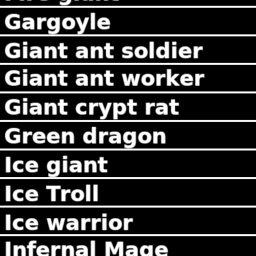 Gargoyle
Giant ant soldier
Giant ant worker
Giant crypt rat
Green dragon
Ice giant
Ice Troll
Ice warrior
Infernal Mage